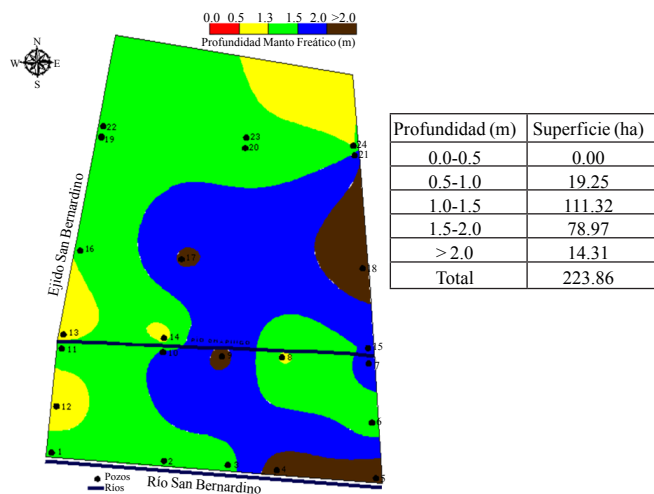 0.0 0.5 1.3 1.5 2.0 >2.0
Profundidad Manto Freático (m)
N
W E
S
22
19
23
20
24
21
16
17
18
13
14
11
10
9
8
15
7
12
6
1
2
3
4
5
Ejido San Bernardino
Pozos
Ríos
Río San Bernardino
Profundidad (m) Superficie (ha)
0.0-0.5 0.00
0.5-1.0 19.25
1.0-1.5 111.32
1.5-2.0 78.97
> 2.0 14.31
Total 223.86